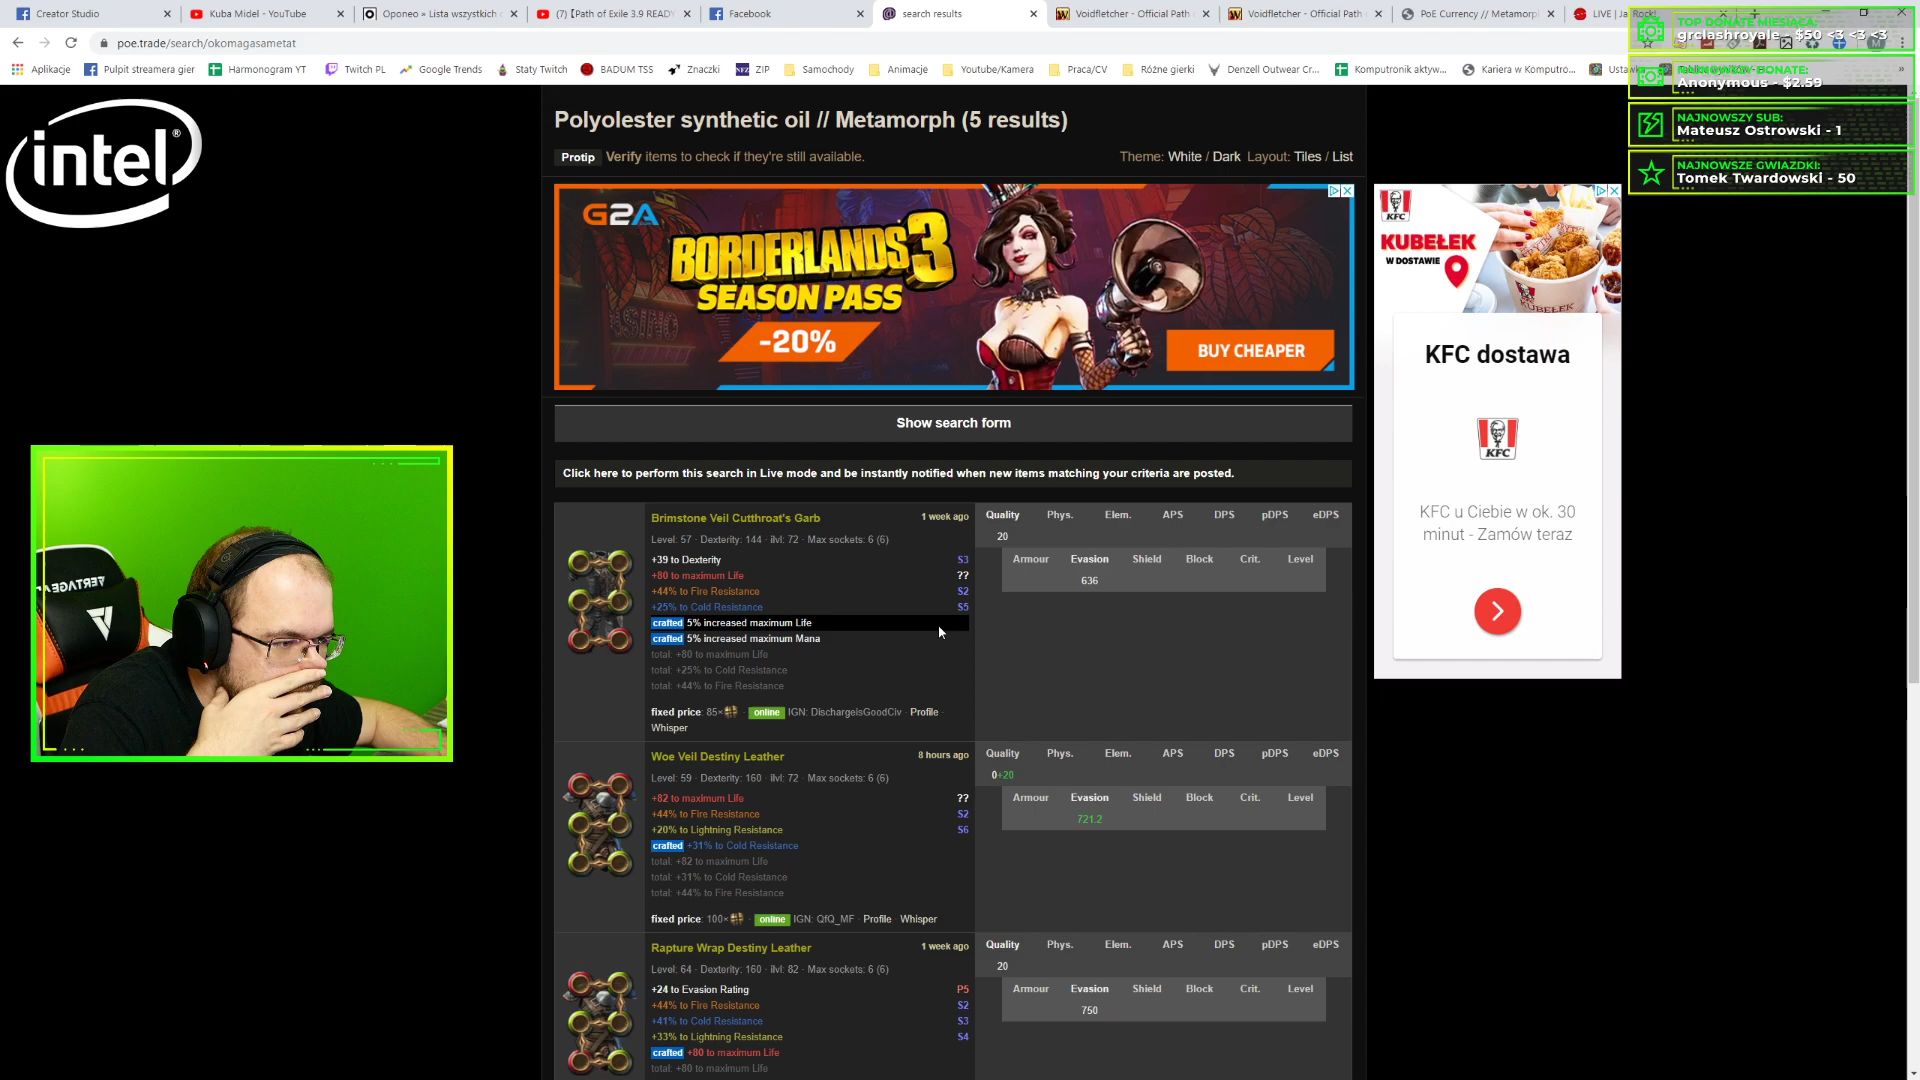 Creator Studio
Kuba Midel - YouTube
Oponeo » Lista wszystkich
(7) [Path of Exile 3.9 READY
Facebook
search results
Voidfletcher - Official Path
Voidfletcher - Official Path
PoE Currency // Metamorph
LIVE | Ja Rock!
poe.trade/search/okomagasametat
Aplikacje
Pulpit streamera gier
Harmonogram YT
Twitch PL
Google Trends
Staty Twitch
BADUM TSS
Znaczki
ZIP
Samochody
Animacje
Youtube/Kamera
Praca/CV
Różne gierki
Denzell Outwear Cr...
Komputronik aktyw...
Kariera w Komputro...
TOP DONATE MIESIĄCA:
grclashroyale - $50 <3 <3 <3
Anonymous - $2.59
NAJNOWSZY SUB:
Mateusz Ostrowski - 1
NAJNOWSZE GWIAZDKI:
Tomek Twardowski - 50
intel®
Polyolester synthetic oil // Metamorph (5 results)
Protip Verify items to check if they're still available.
Theme: White / Dark Layout: Tiles / List
G2A
BORDERLANDS 3
SEASON PASS
-20%
BUY CHEAPER
KFC
KUBEŁEK
W DOSTAWIE
KUBEŁEK
KFC dostawa
KFC
KFC u Ciebie w ok. 30
minut - Zamów teraz
Show search form
Click here to perform this search in Live mode and be instantly notified when new items matching your criteria are posted.
Brimstone Veil Cutthroat's Garb 1 week ago
Level: 57 · Dexterity: 144 · ilvl: 72 · Max sockets: 6 (6)
+39 to Dexterity S3
+80 to maximum Life ??
+44% to Fire Resistance S2
+25% to Cold Resistance S5
crafted 5% increased maximum Life
crafted 5% increased maximum Mana
total: +80 to maximum Life
total: +25% to Cold Resistance
total: +44% to Fire Resistance
fixed price: 85× · online IGN: DischargeisGoodCiv · Profile ·
Whisper
Quality Phys. Elem. APS DPS pDPS eDPS
20
Armour Evasion Shield Block Crit. Level
636
Woe Veil Destiny Leather 8 hours ago
Level: 59 · Dexterity: 160 · ilvl: 72 · Max sockets: 6 (6)
+82 to maximum Life ??
+44% to Fire Resistance S2
+20% to Lightning Resistance S6
crafted +31% to Cold Resistance
total: +82 to maximum Life
total: +31% to Cold Resistance
total: +44% to Fire Resistance
fixed price: 100× · online IGN: QfQ_MF · Profile · Whisper
Quality Phys. Elem. APS DPS pDPS eDPS
0+20
Armour Evasion Shield Block Crit. Level
721.2
Rapture Wrap Destiny Leather 1 week ago
Level: 64 · Dexterity: 160 · ilvl: 82 · Max sockets: 6 (6)
+24 to Evasion Rating P5
+44% to Fire Resistance S2
+41% to Cold Resistance S3
+33% to Lightning Resistance S4
crafted +80 to maximum Life
total: +80 to maximum Life
Quality Phys. Elem. APS DPS pDPS eDPS
20
Armour Evasion Shield Block Crit. Level
750